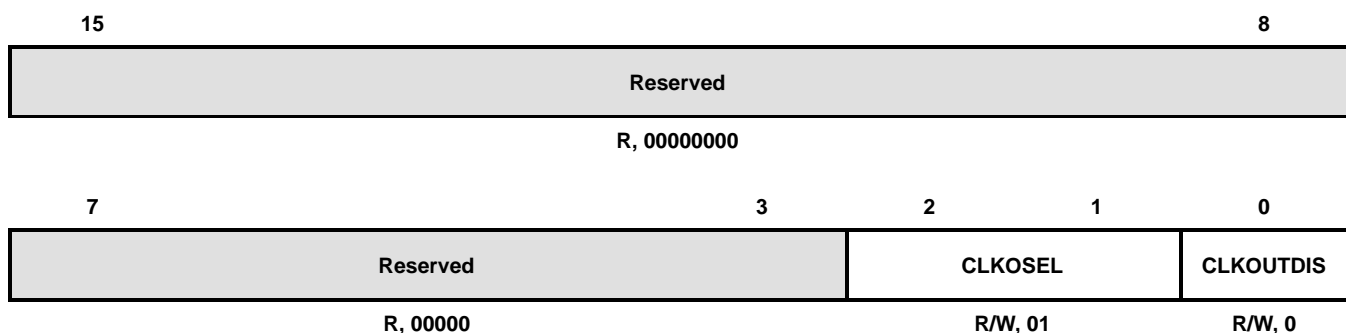 15 8
Reserved
R, 00000000
7 3 2 1 0
Reserved CLKOSEL CLKOUTDIS
R, 00000 R/W, 01 R/W, 0